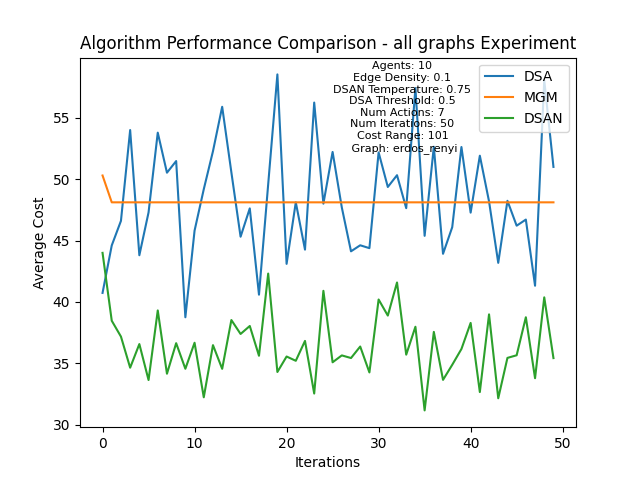 Algorithm Performance Comparison - all graphs Experiment
Agents: 10
Edge Density: 0.1
DSAN Temperature: 0.75
DSA Threshold: 0.5
Num Actions: 7
Num Iterations: 50
Cost Range: 101
Graph: erdos_renyi
DSA
MGM
DSAN
Average Cost
55
50
45
40
35
30
0
10
20
30
40
50
Iterations